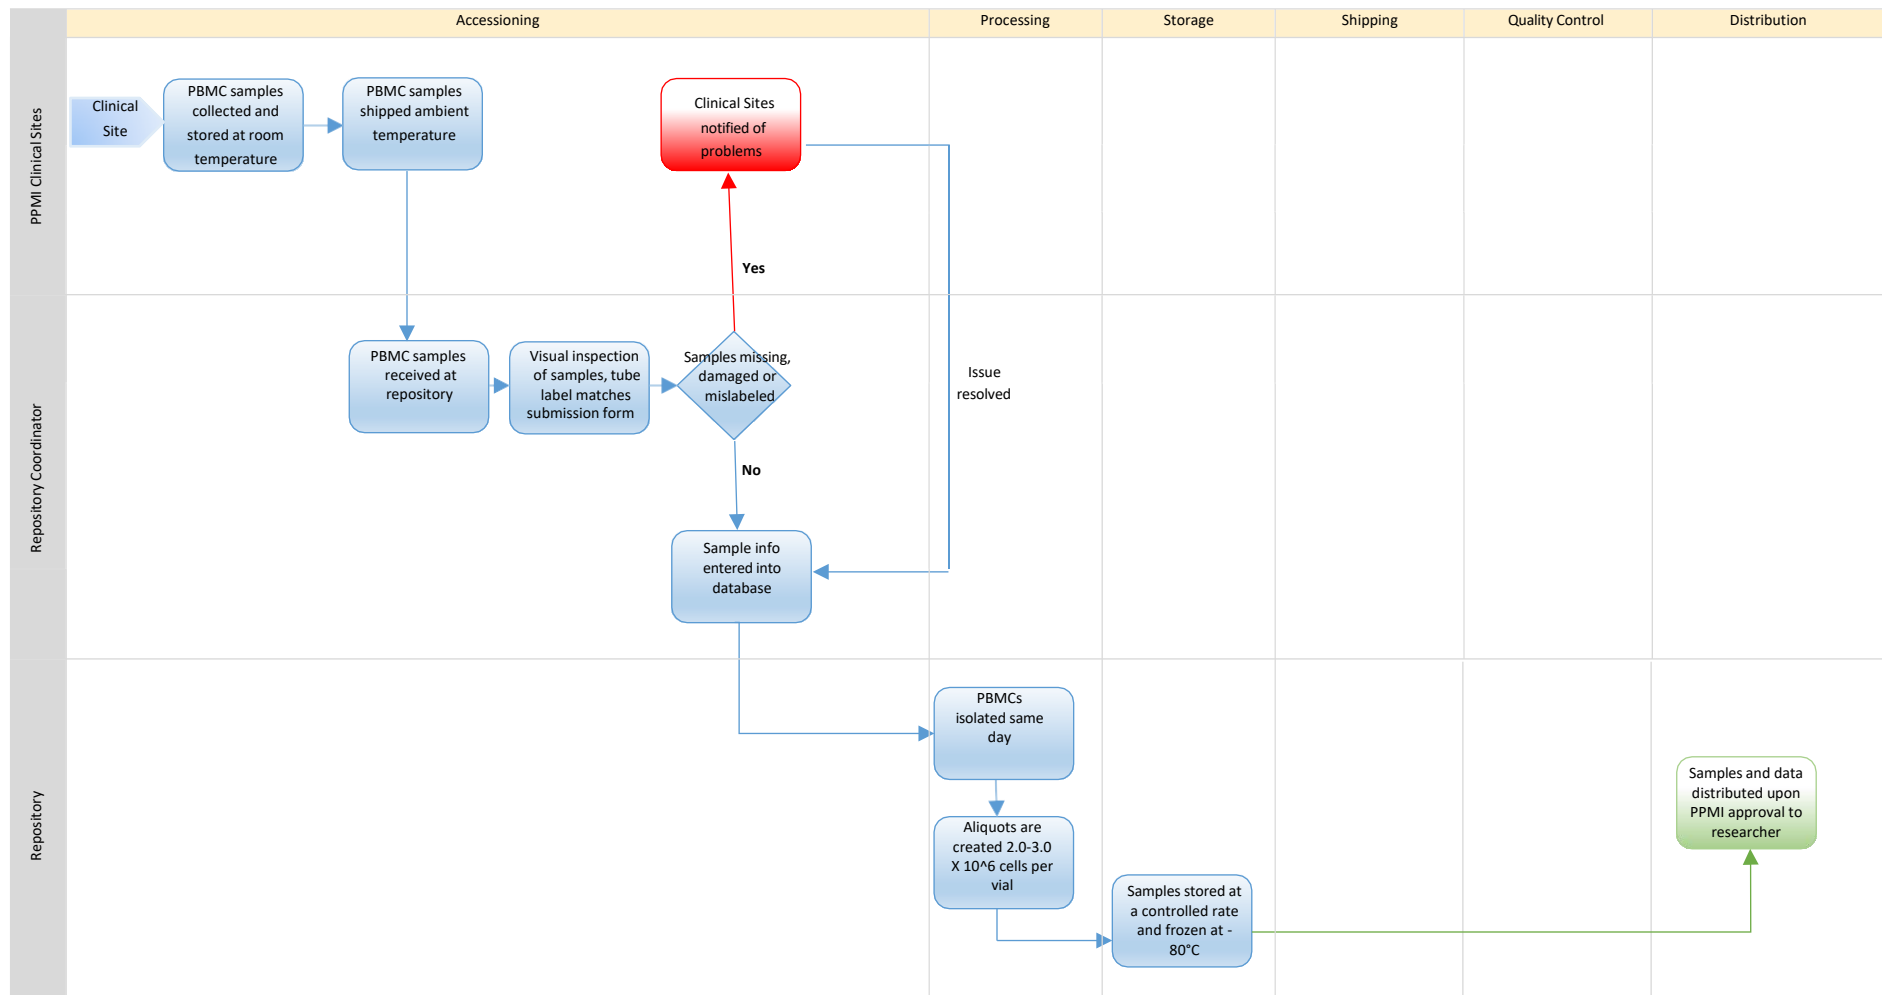 Accessioning
Processing
Storage
Shipping
Quality Control
Distribution
PPMI Clinical Sites
Clinical
Site
PBMC samples
collected and
stored at room
temperature
PBMC samples
shipped ambient
temperature
Clinical Sites
notified of
problems
Yes
Repository Coordinator
PBMC samples
received at
repository
Visual inspection
of samples, tube
label matches
submission form
Samples missing,
damaged or
mislabeled
Issue
resolved
No
Sample info
entered into
database
Repository
PBMCs
isolated same
day
Aliquots are
created 2.0-3.0
X 10^6 cells per
vial
Samples stored at
a controlled rate
and frozen at -
80°C
Samples and data
distributed upon
PPMI approval to
researcher